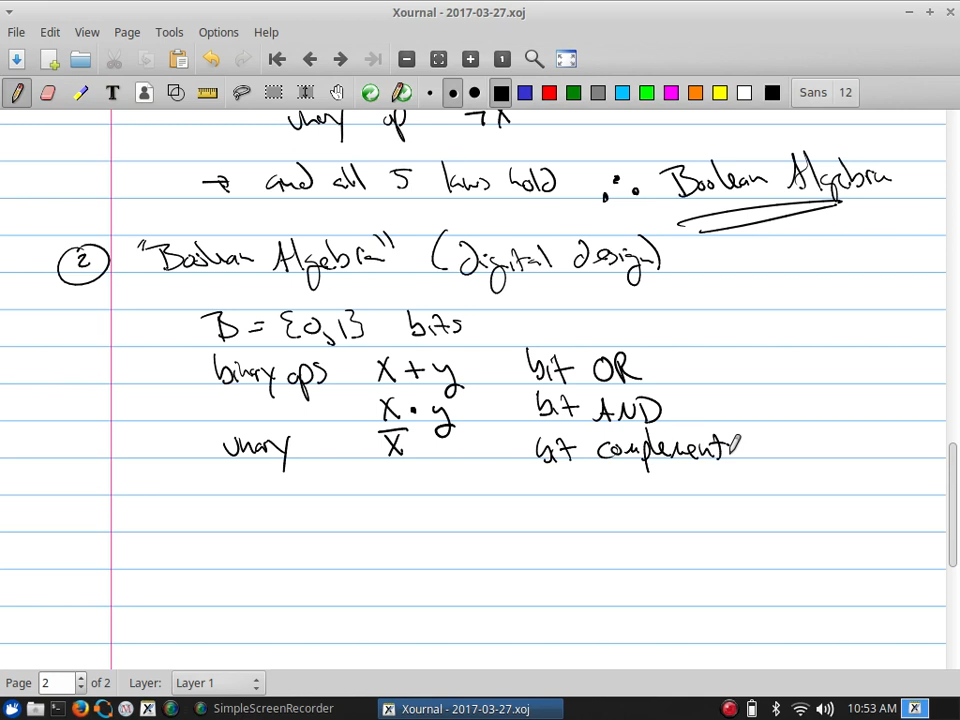 Xournal - 2017-03-27.xoj
File Edit View Page Tools Options Help
Sans 12
unary op ¬X
→ and all 5 laws hold ∴ Boolean Algebra
② "Boolean Algebra" (digital design)
B = {0,1} bits
binary ops X + y bit OR
X · y bit AND
unary X̅ bit complement
Page 2 of 2 Layer: Layer 1
SimpleScreenRecorder Xournal - 2017-03-27.xoj 10:53 AM